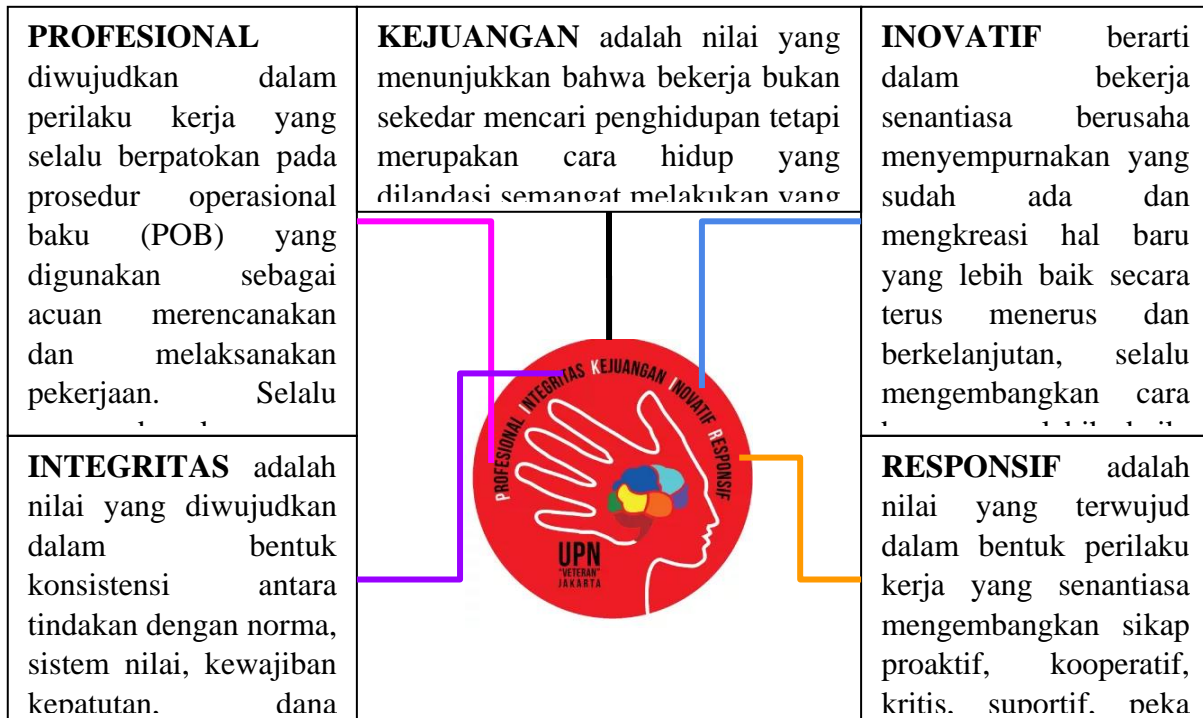 PROFESIONAL
diwujudkan dalam
perilaku kerja yang
selalu berpatokan pada
prosedur operasional
baku (POB) yang
digunakan sebagai
acuan merencanakan
dan melaksanakan
pekerjaan. Selalu
KEJUANGAN adalah nilai yang
menunjukkan bahwa bekerja bukan
sekedar mencari penghidupan tetapi
merupakan cara hidup yang
dilandasi semangat melakukan yang
INOVATIF berarti
dalam bekerja
senantiasa berusaha
menyempurnakan yang
sudah ada dan
mengkreasi hal baru
yang lebih baik secara
terus menerus dan
berkelanjutan, selalu
mengembangkan cara
PROFESIONAL INTEGRITAS KEJUANGAN INOVATIF RESPONSIF
UPN
"VETERAN"
JAKARTA
INTEGRITAS adalah
nilai yang diwujudkan
dalam bentuk
konsistensi antara
tindakan dengan norma,
sistem nilai, kewajiban
kepatutan, dana
RESPONSIF adalah
nilai yang terwujud
dalam bentuk perilaku
kerja yang senantiasa
mengembangkan sikap
proaktif, kooperatif,
kritis, suportif, peka